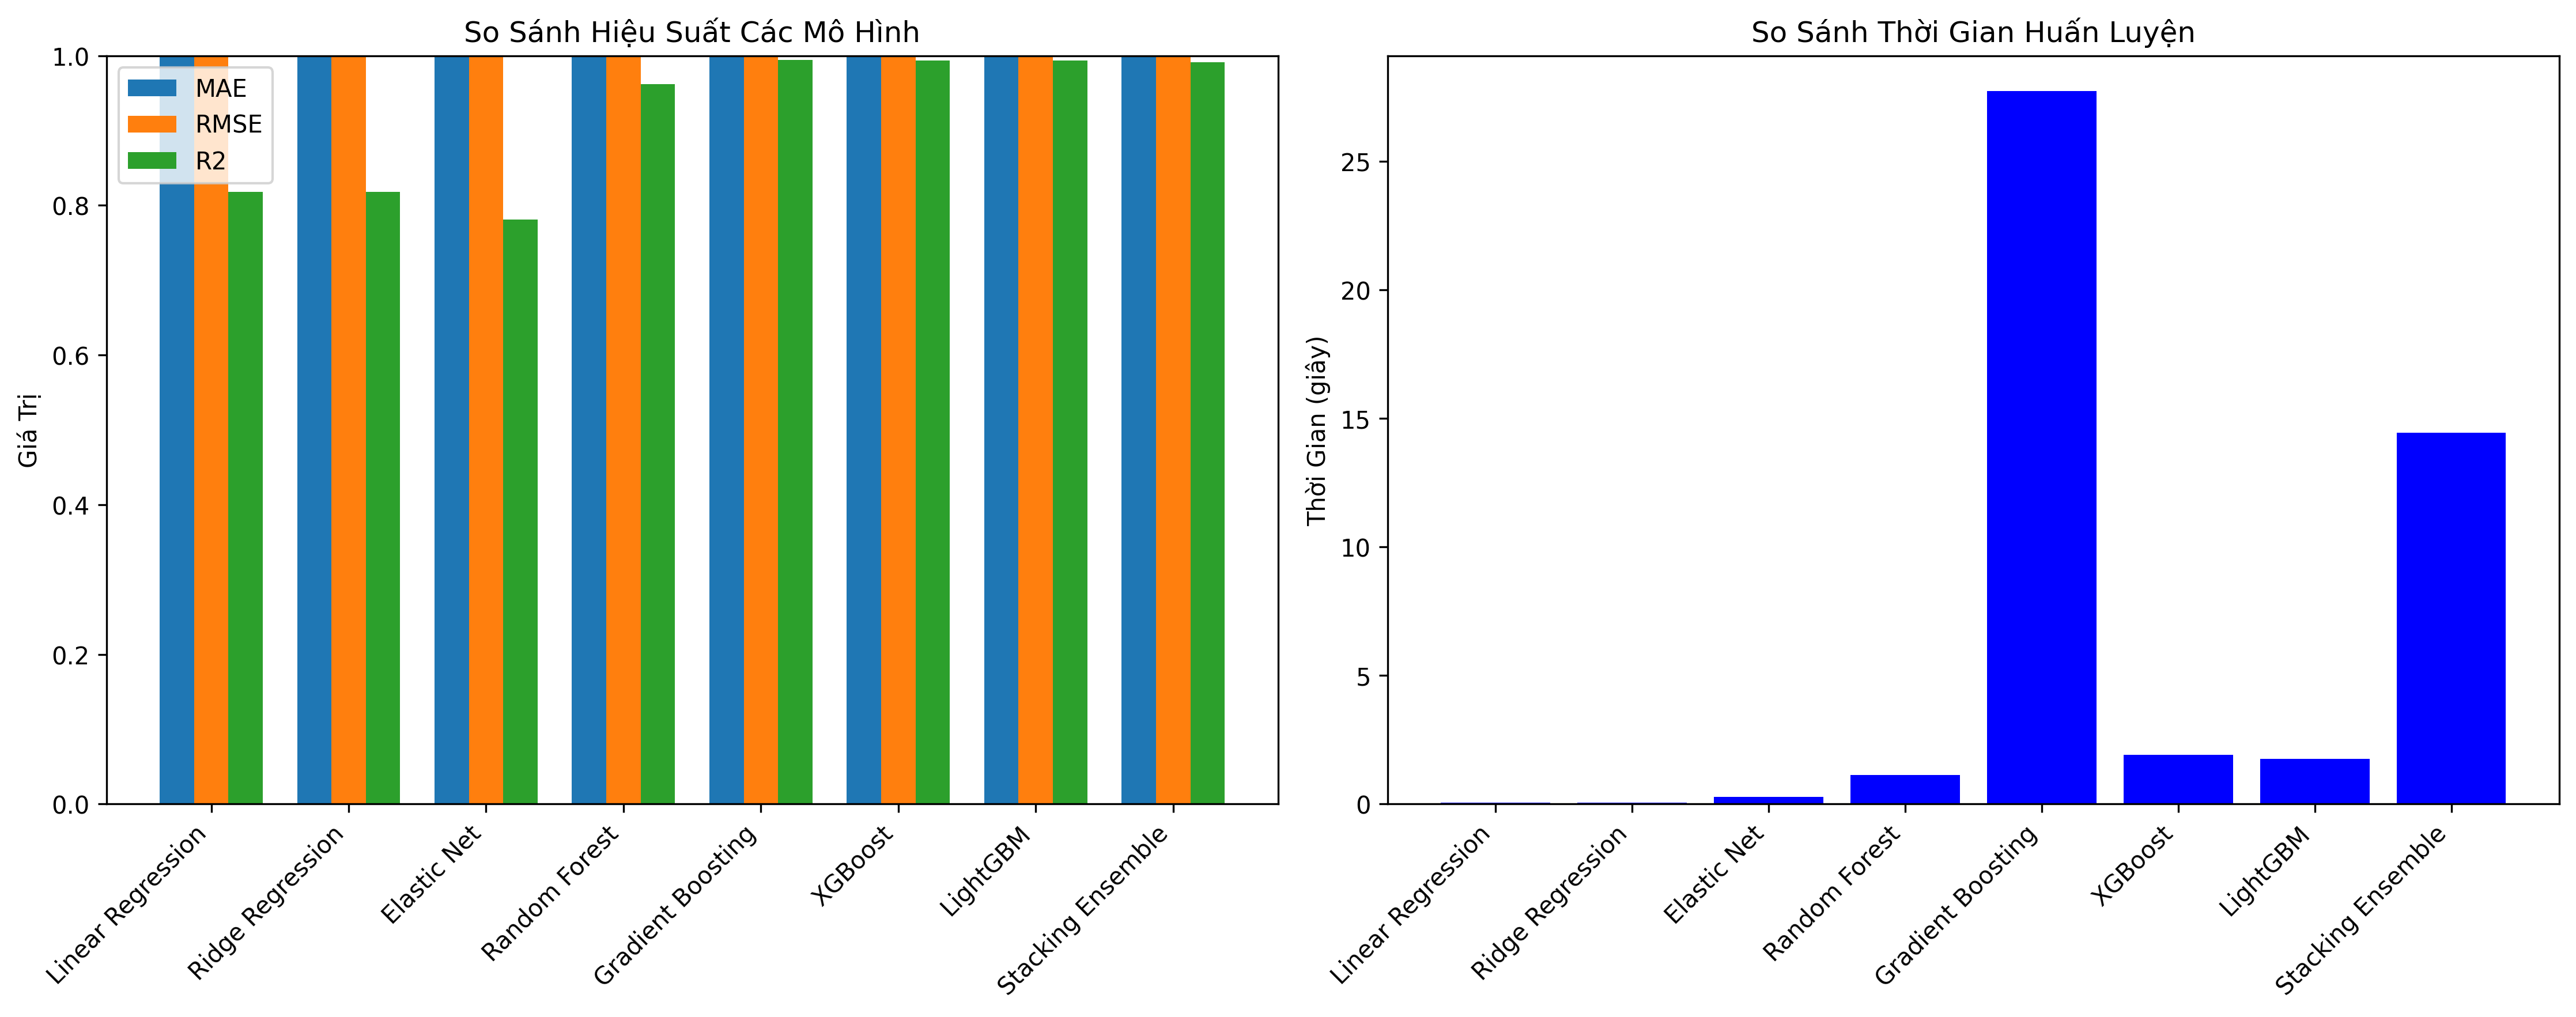 So Sánh Hiệu Suất Các Mô Hình
Giá Trị
1.0
0.8
0.6
0.4
0.2
0.0
MAE
RMSE
R2
Linear Regression
Ridge Regression
Elastic Net
Random Forest
Gradient Boosting
XGBoost
LightGBM
Stacking Ensemble
So Sánh Thời Gian Huấn Luyện
Thời Gian (giây)
25
20
15
10
5
0
Linear Regression
Ridge Regression
Elastic Net
Random Forest
Gradient Boosting
XGBoost
LightGBM
Stacking Ensemble